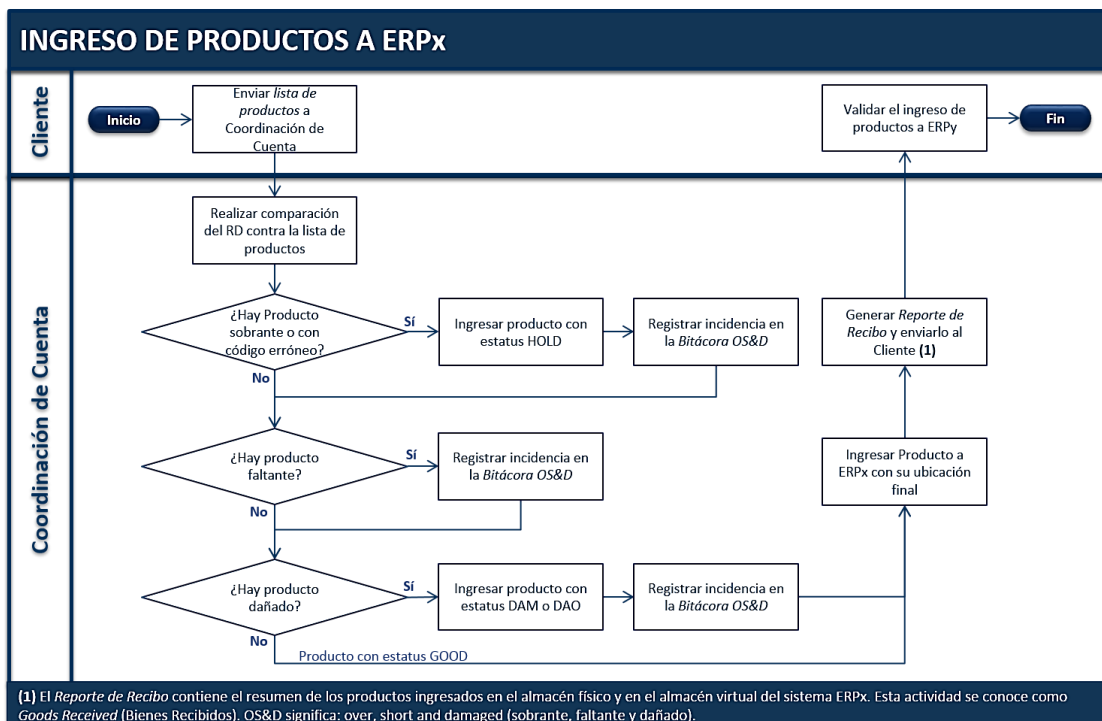 INGRESO DE PRODUCTOS A ERPx
Cliente
Inicio
Enviar lista de
productos a
Coordinación de
Cuenta
Validar el ingreso de
productos a ERPy
Fin
Coordinación de Cuenta
Realizar comparación
del RD contra la lista de
productos
¿Hay Producto
sobrante o con
código erróneo?
Sí
Ingresar producto con
estatus HOLD
Registrar incidencia en
la Bitácora OS&D
No
Generar Reporte de
Recibo y enviarlo al
Cliente (1)
¿Hay producto
faltante?
Sí
Registrar incidencia en
la Bitácora OS&D
No
Ingresar Producto a
ERPx con su ubicación
final
¿Hay producto
dañado?
Sí
Ingresar producto con
estatus DAM o DAO
Registrar incidencia en
la Bitácora OS&D
No
Producto con estatus GOOD
(1) El Reporte de Recibo contiene el resumen de los productos ingresados en el almacén físico y en el almacén virtual del sistema ERPx. Esta actividad se conoce como
Goods Received (Bienes Recibidos). OS&D significa: over, short and damaged (sobrante, faltante y dañado).